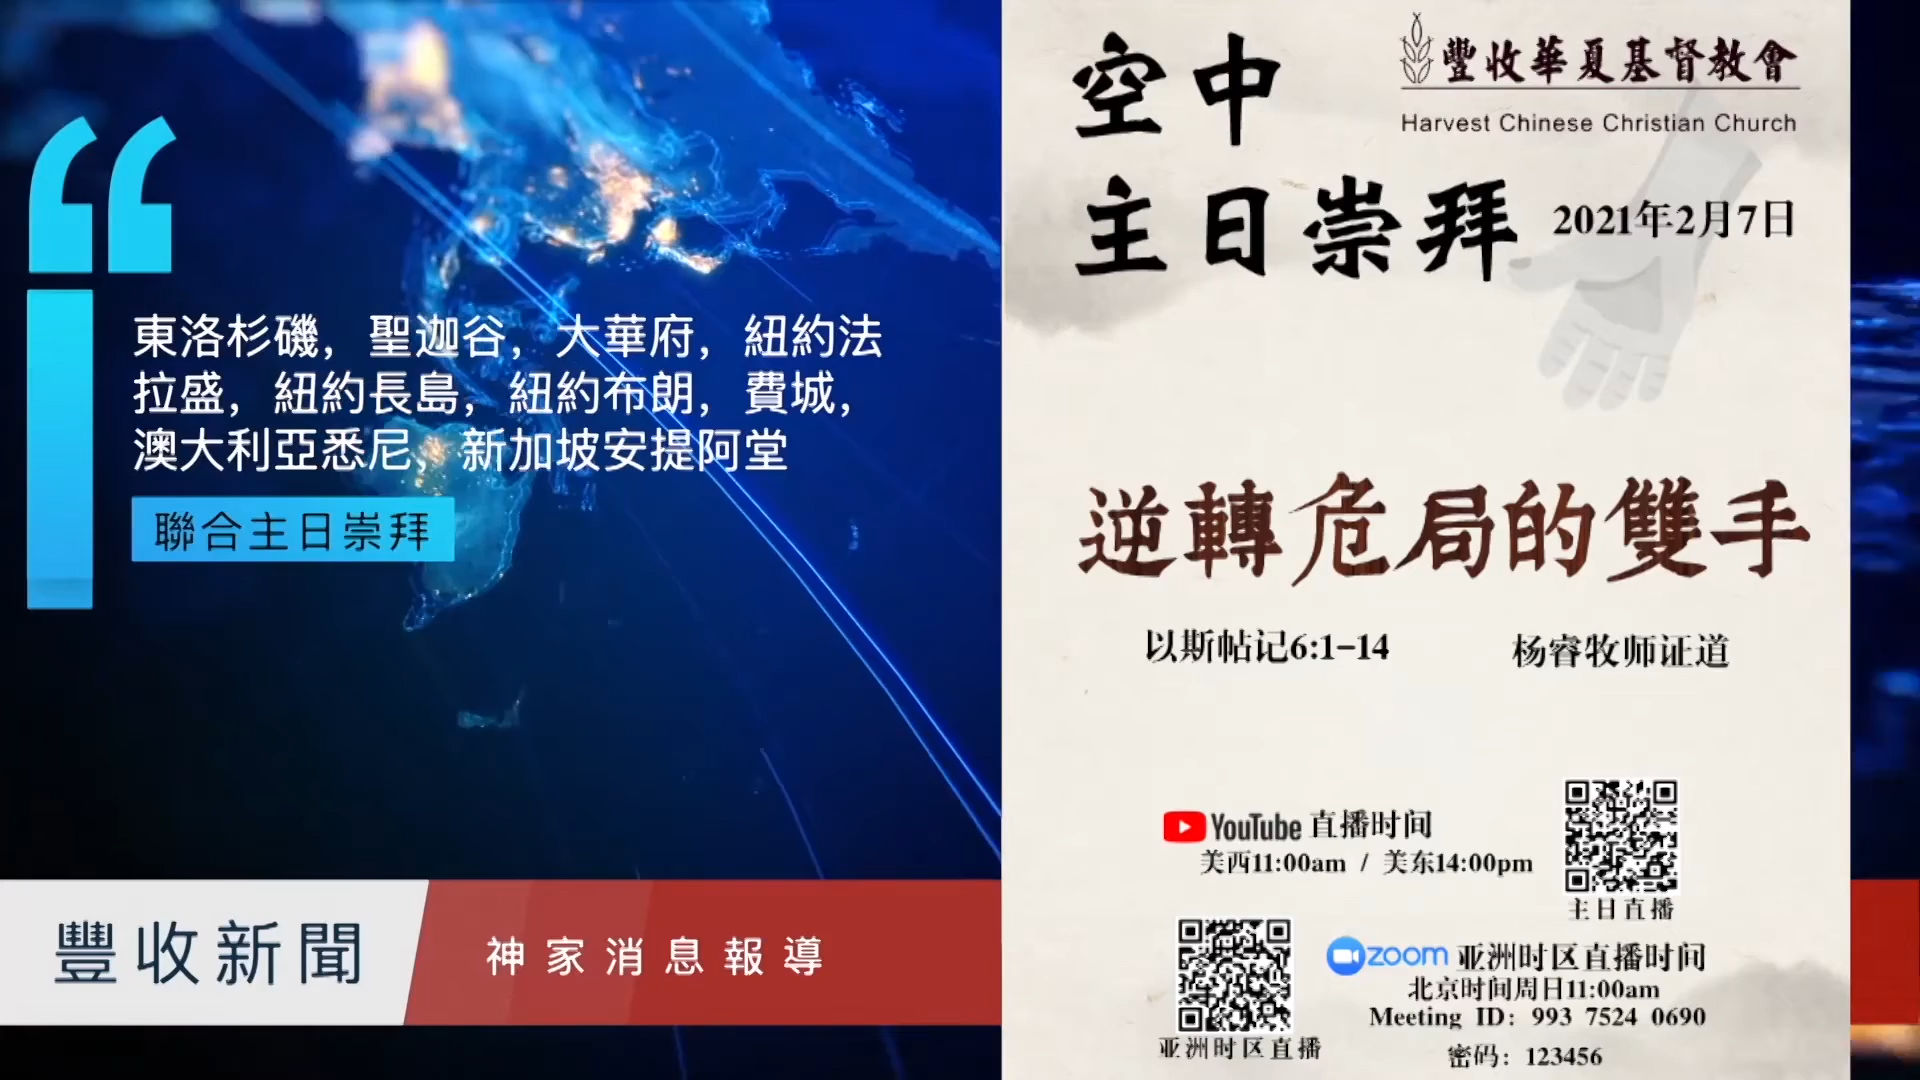 東洛杉磯，聖迦谷，大華府，紐約法
拉盛，紐約長島，紐約布朗，費城，
澳大利亞悉尼，新加坡安提阿堂
聯合主日崇拜
豐收新聞
神家消息報導
空中
主日崇拜
豐收華夏基督教會
Harvest Chinese Christian Church
2021年2月7日
逆轉危局的雙手
以斯帖记6:1-14
杨睿牧师证道
YouTube 直播时间
美西11:00am / 美东14:00pm
主日直播
zoom 亚洲时区直播时间
北京时间周日11:00am
Meeting ID: 993 7524 0690
密码: 123456
亚洲时区直播